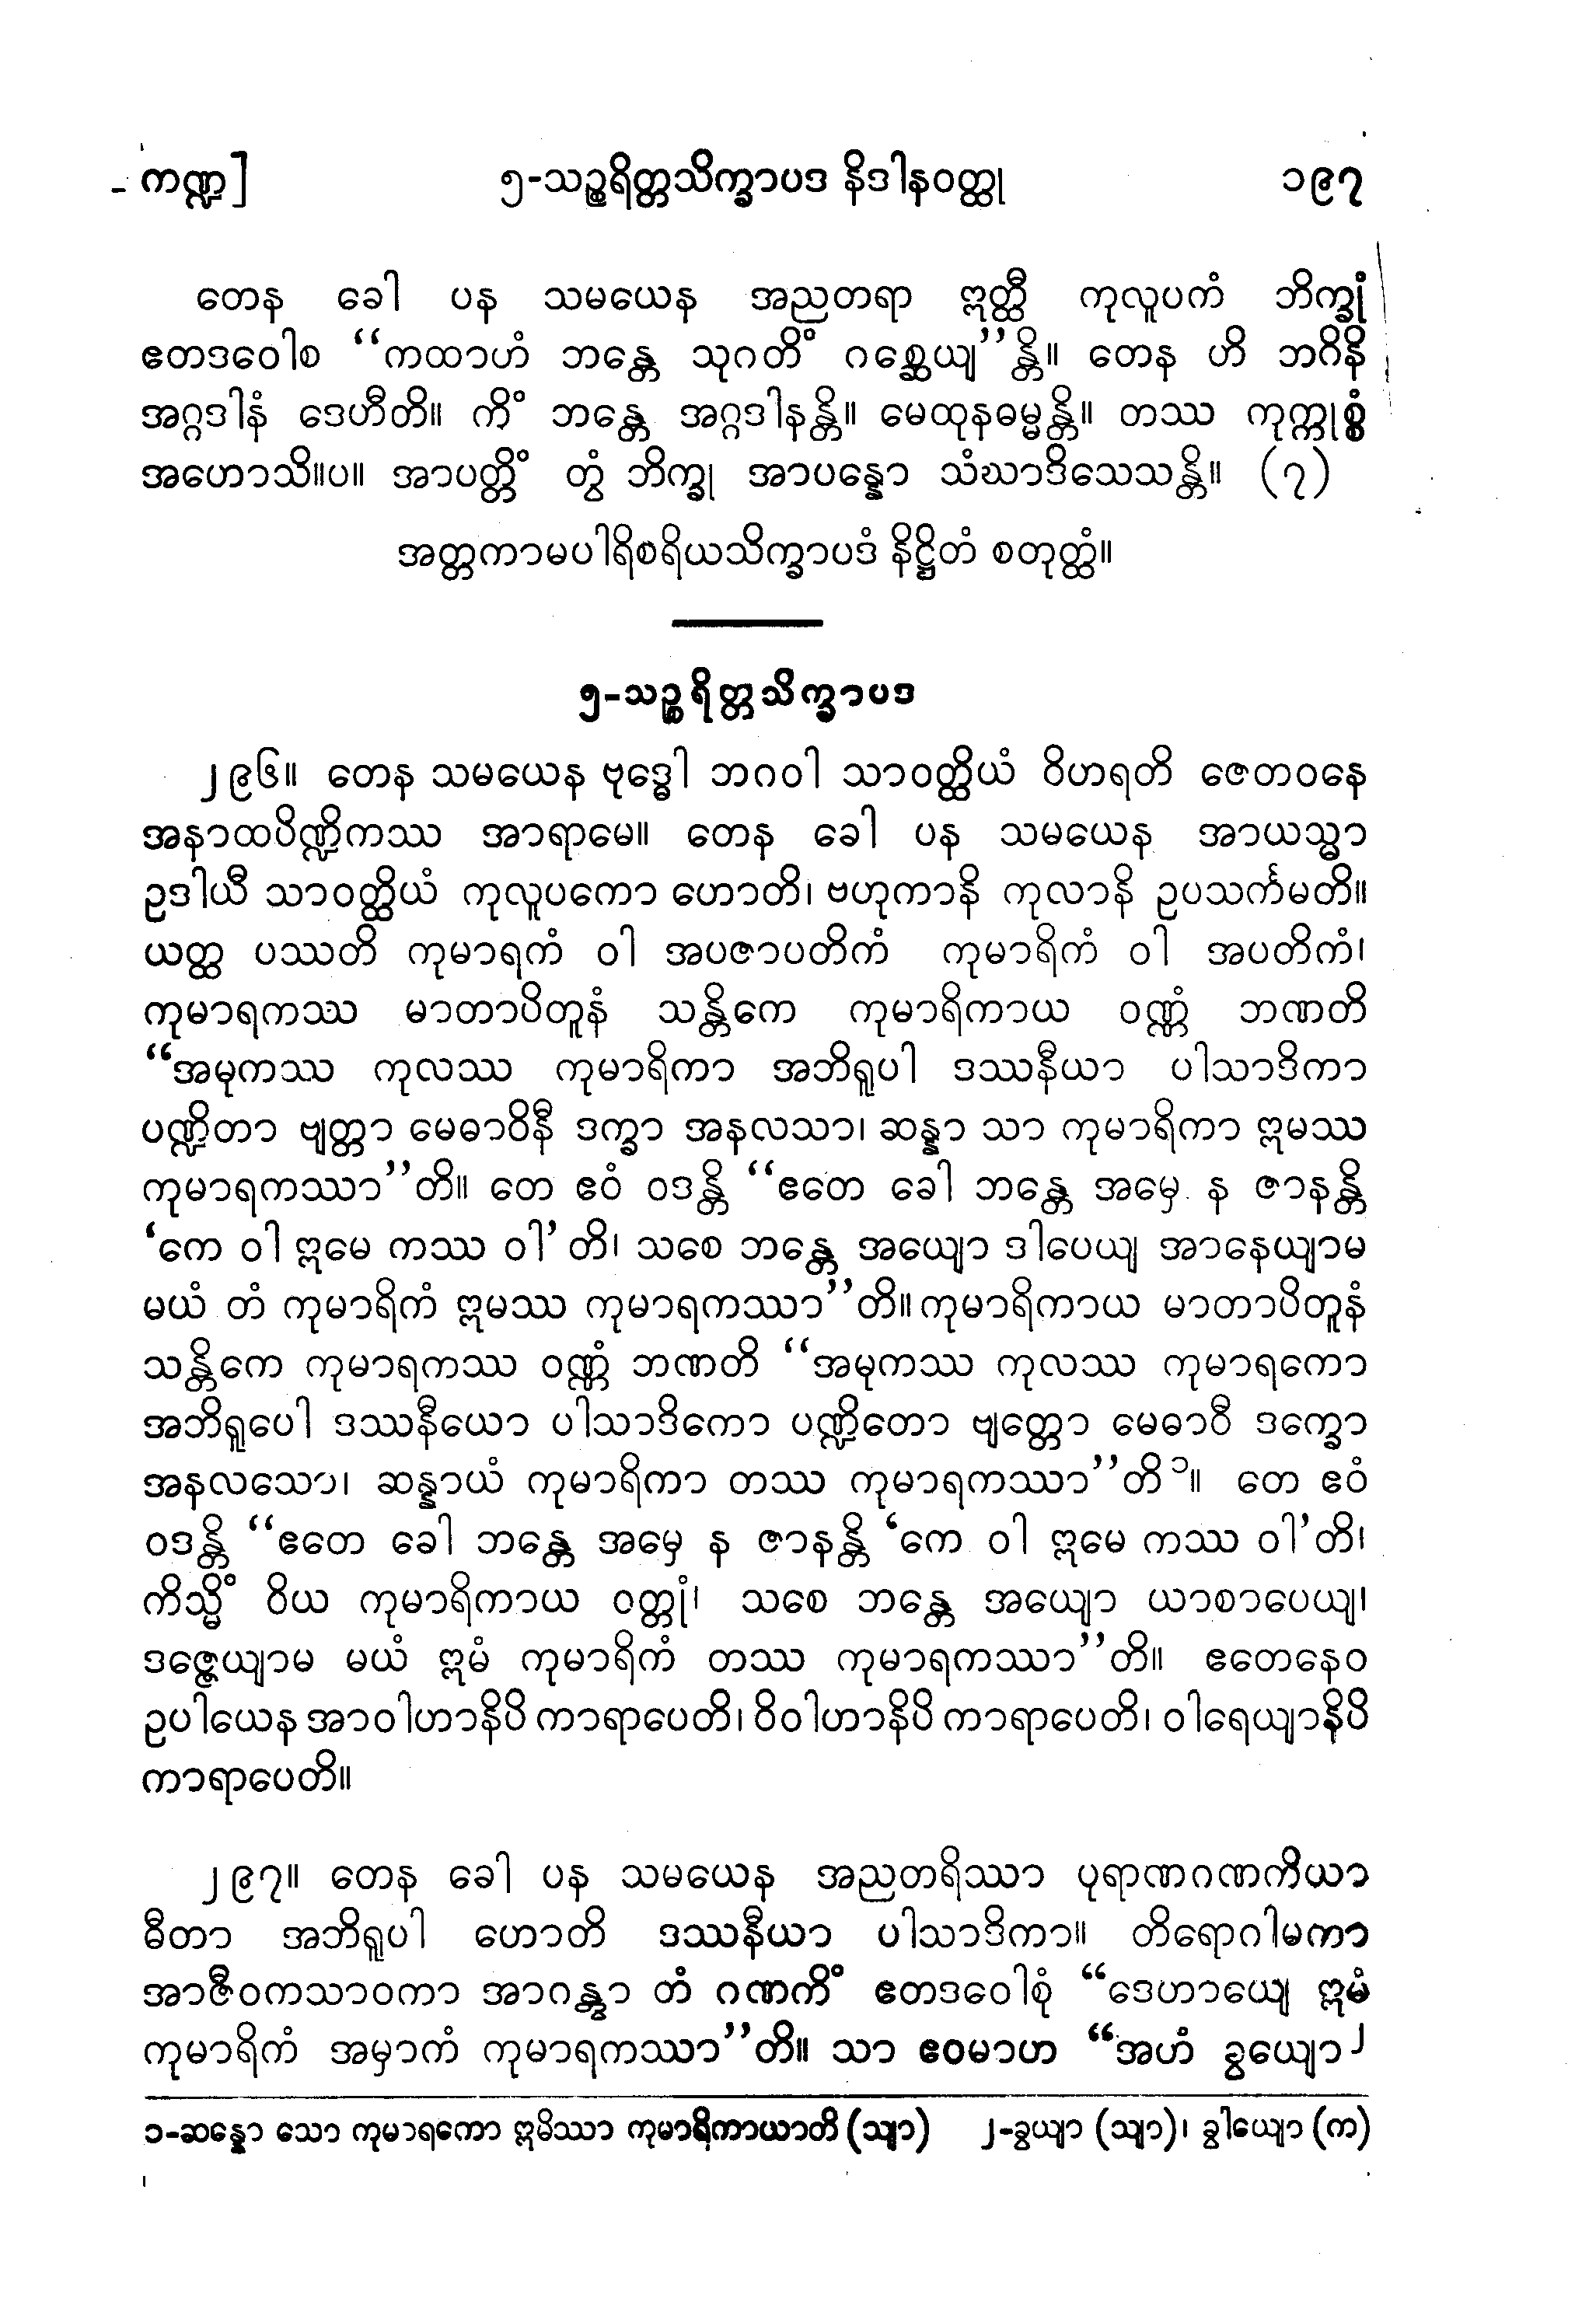 ကဏ္ဍ] ၅-သဉ္စရိတ္တသိက္ခာပဒ နိဒါနဝတ္ထု ၁၉၇
တေန ခေါ ပန သမယေန အညတရာ ဣတ္ထီ ကုလူပကံ ဘိက္ခုံ
ဧတဒဝေါစ “ကထာဟံ ဘန္တေ သုဂတိံ ဂစ္ဆေယျ”န္တိ။ တေန ဟိ ဘဂိနိ
အဂ္ဂဒါနံ ဒေဟီတိ။ ကိံ ဘန္တေ အဂ္ဂဒါနန္တိ။ မေထုနဓမ္မန္တိ။ တဿ ကုက္ကုစ္စံ
အဟောသိ။ပ။ အာပတ္တိံ တွံ ဘိက္ခု အာပန္နော သံဃာဒိသေသန္တိ။ (၇)
အတ္တကာမပါရိစရိယသိက္ခာပဒံ နိဋ္ဌိတံ စတုတ္ထံ။
၅-သဉ္စရိတ္တသိက္ခာပဒ
၂၉၆။ တေန သမယေန ဗုဒ္ဓေါ ဘဂဝါ သာဝတ္ထိယံ ဝိဟရတိ ဇေတဝနေ
အနာထပိဏ္ဍိကဿ အာရာမေ။ တေန ခေါ ပန သမယေန အာယသ္မာ
ဥဒါယီ သာဝတ္ထိယံ ကုလူပကော ဟောတိ၊ ဗဟုကာနိ ကုလာနိ ဥပသင်္ကမတိ။
ယတ္ထ ပဿတိ ကုမာရကံ ဝါ အပဇာပတိကံ ကုမာရိကံ ဝါ အပတိကံ၊
ကုမာရကဿ မာတာပိတူနံ သန္တိကေ ကုမာရိကာယ ဝဏ္ဏံ ဘဏတိ
“အမုကဿ ကုလဿ ကုမာရိကာ အဘိရူပါ ဒဿနီယာ ပါသာဒိကာ
ပဏ္ဍိတာ ဗျတ္တာ မေဓာဝိနီ ဒက္ခာ အနလသာ၊ ဆန္နာ သာ ကုမာရိကာ ဣမဿ
ကုမာရကဿာ”တိ။ တေ ဧဝံ ဝဒန္တိ “ဧတေ ခေါ ဘန္တေ အမှေ န ဇာနန္တိ
‘ကေ ဝါ ဣမေ ကဿ ဝါ’တိ၊ သစေ ဘန္တေ အယျော ဒါပေယျ အာနေယျာမ
မယံ တံ ကုမာရိကံ ဣမဿ ကုမာရကဿာ”တိ။ ကုမာရိကာယ မာတာပိတူနံ
သန္တိကေ ကုမာရကဿ ဝဏ္ဏံ ဘဏတိ “အမုကဿ ကုလဿ ကုမာရကော
အဘိရူပေါ ဒဿနီယော ပါသာဒိကော ပဏ္ဍိတော ဗျတ္တော မေဓာဝီ ဒက္ခော
အနလသော၊ ဆန္နာယံ ကုမာရိကာ တဿ ကုမာရကဿာ”တိ၁။ တေ ဧဝံ
ဝဒန္တိ “ဧတေ ခေါ ဘန္တေ အမှေ န ဇာနန္တိ ‘ကေ ဝါ ဣမေ ကဿ ဝါ’တိ၊
ကိသ္မိံ ဝိယ ကုမာရိကာယ ဝတ္တုံ၊ သစေ ဘန္တေ အယျော ယာစာပေယျ၊
ဒဇ္ဇေယျာမ မယံ ဣမံ ကုမာရိကံ တဿ ကုမာရကဿာ”တိ။ ဧတေနေဝ
ဥပါယေန အာဝါဟာနိပိ ကာရာပေတိ၊ ဝိဝါဟာနိပိ ကာရာပေတိ၊ ဝါရေယျာနိပိ
ကာရာပေတိ။
၂၉၇။ တေန ခေါ ပန သမယေန အညတရိဿာ ပုရာဏဂဏကိယာ
ဓီတာ အဘိရူပါ ဟောတိ ဒဿနီယာ ပါသာဒိကာ။ တိရောဂါမကာ
အာဇီဝကသာဝကာ အာဂန္တွာ တံ ဂဏကိံ ဧတဒဝေါစုံ “ဒေဟာယျေ ဣမံ
ကုမာရိကံ အမှာကံ ကုမာရကဿာ”တိ။ သာ ဧဝမာဟ “အဟံ ခွယျော၂
၁-ဆန္နော သော ကုမာရကော ဣမိဿာ ကုမာရိကာယာတိ (သျာ) ၂-ခွယျာ (သျာ)၊ ခွါယျော (က)